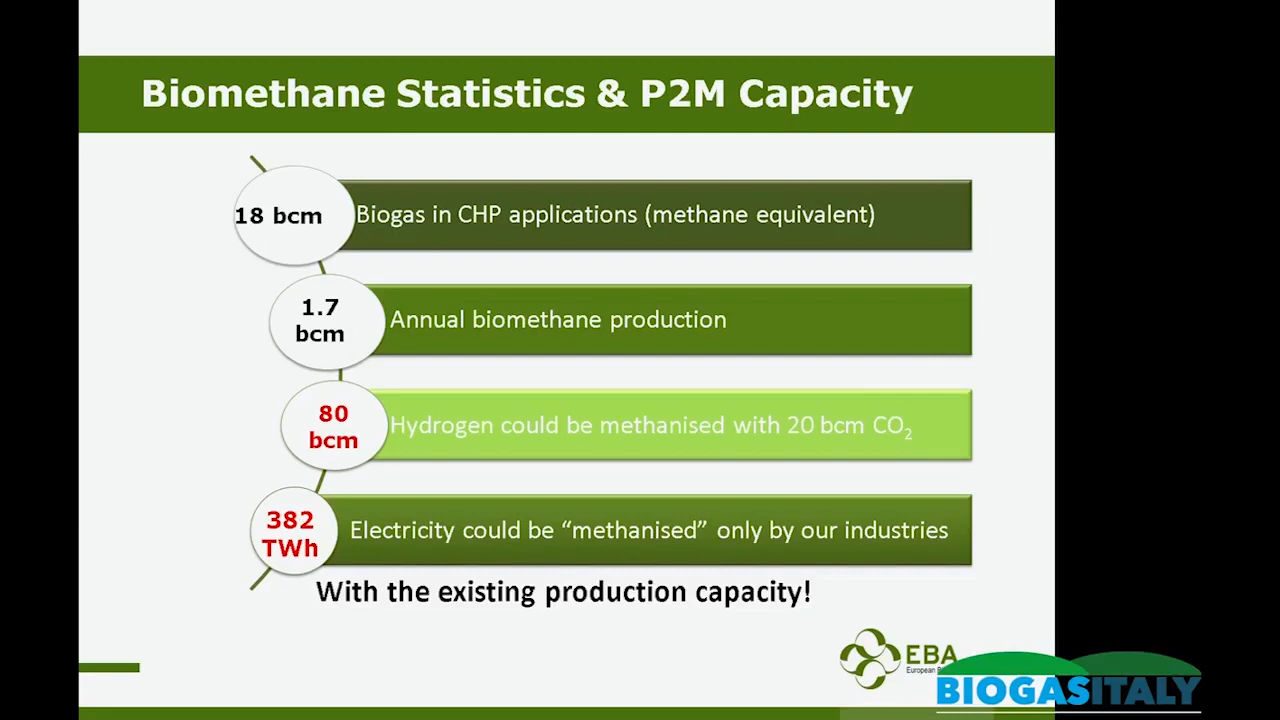 Biomethane Statistics & P2M Capacity
18 bcm
Biogas in CHP applications (methane equivalent)
1.7
bcm
Annual biomethane production
80
bcm
Hydrogen could be methanised with 20 bcm CO₂
382
TWh
Electricity could be “methanised” only by our industries
With the existing production capacity!
EBA
European
BIOGASITALY